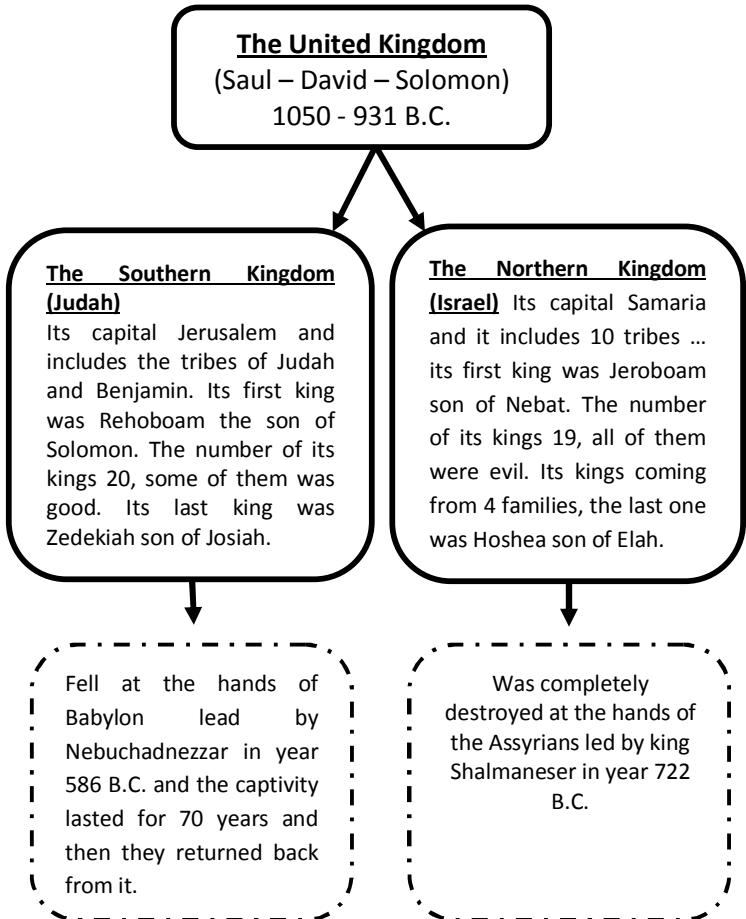 The United Kingdom
(Saul – David – Solomon)
1050 - 931 B.C.
The Southern Kingdom
(Judah)
Its capital Jerusalem and
includes the tribes of Judah
and Benjamin. Its first king
was Rehoboam the son of
Solomon. The number of its
kings 20, some of them was
good. Its last king was
Zedekiah son of Josiah.
The Northern Kingdom
(Israel) Its capital Samaria
and it includes 10 tribes …
its first king was Jeroboam
son of Nebat. The number
of its kings 19, all of them
were evil. Its kings coming
from 4 families, the last one
was Hoshea son of Elah.
Fell at the hands of
Babylon lead by
Nebuchadnezzar in year
586 B.C. and the captivity
lasted for 70 years and
then they returned back
from it.
Was completely
destroyed at the hands of
the Assyrians led by king
Shalmaneser in year 722
B.C.